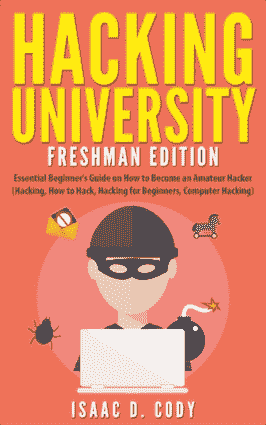 HACKING
UNIVERSITY
FRESHMAN EDITION
Essential Beginner's Guide on How to Become an Amateur Hacker
(Hacking, How to Hack, Hacking for Beginners, Computer Hacking)
ISAAC D. CODY